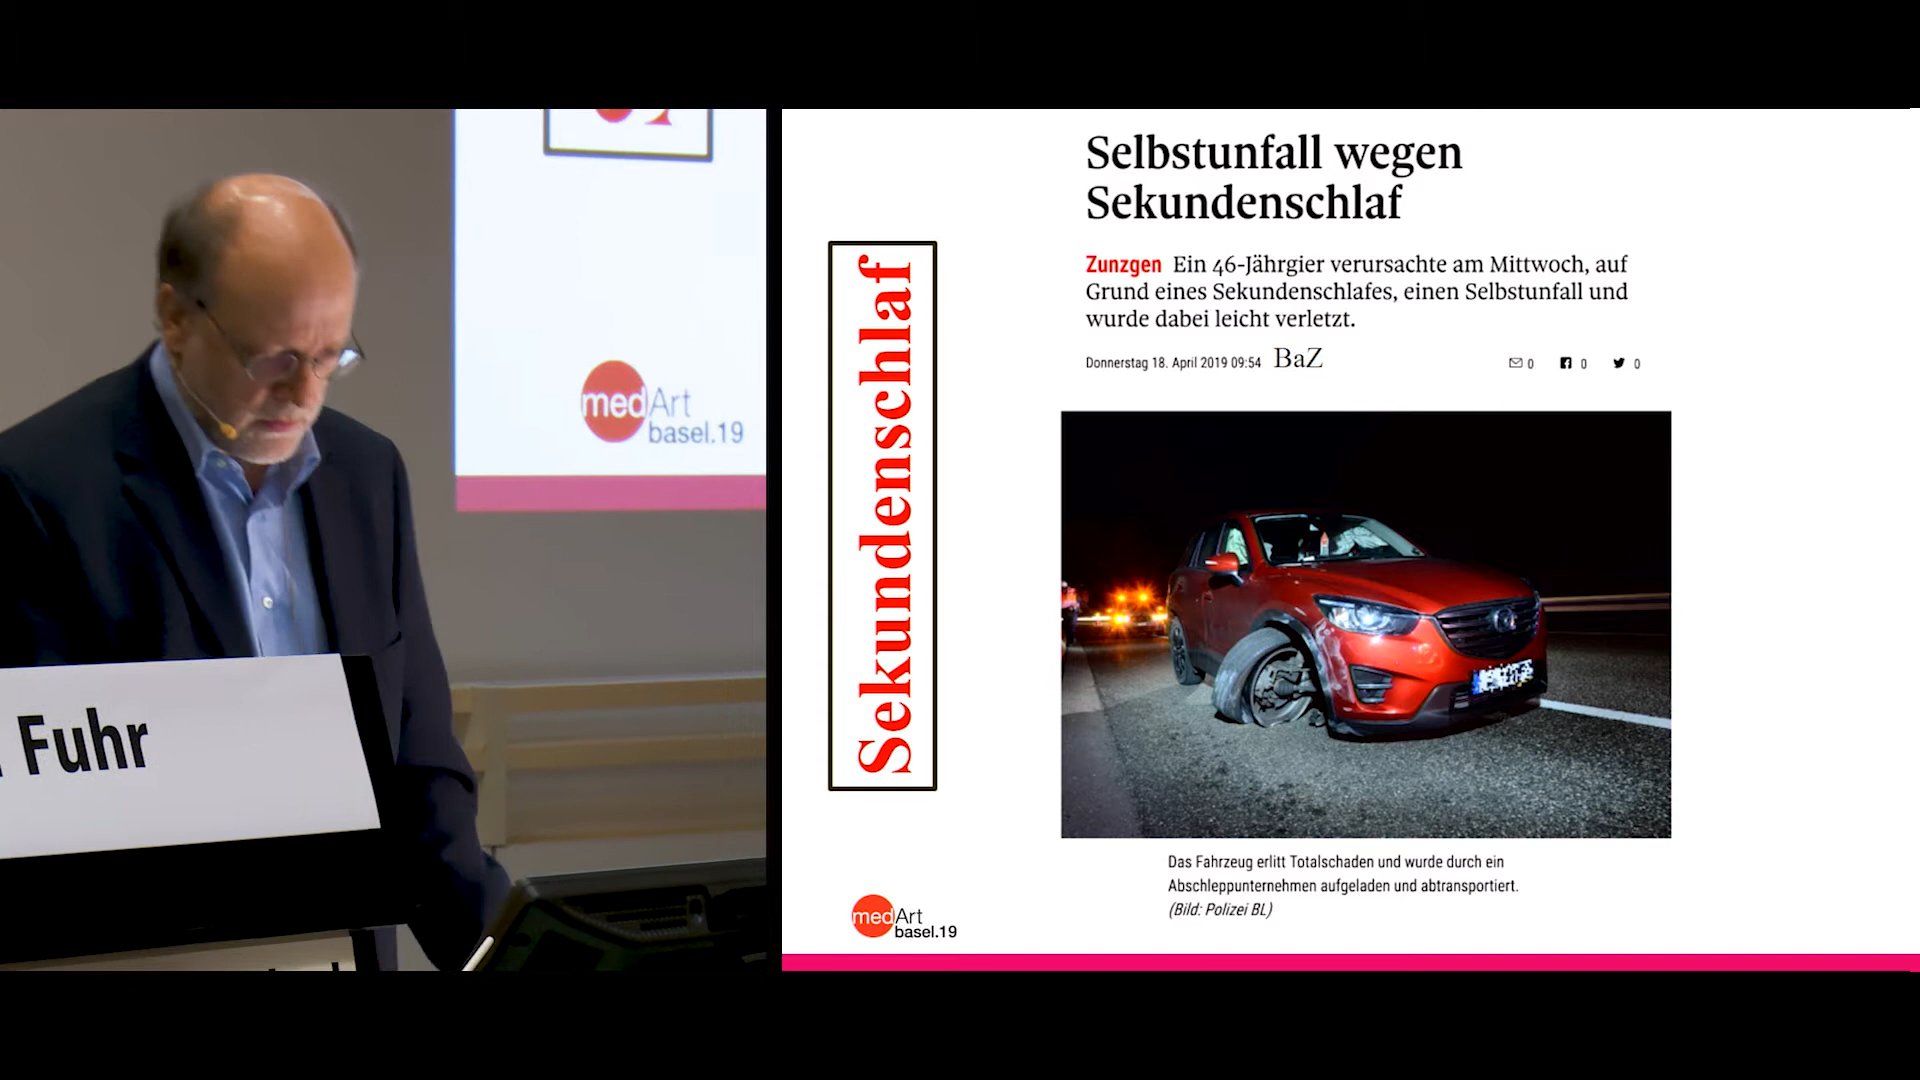 medArt
basel.19
Fuhr
Sekundenschlaf
Selbstunfall wegen
Sekundenschlaf
Zunzgen Ein 46-Jährgier verursachte am Mittwoch, auf
Grund eines Sekundenschlafes, einen Selbstunfall und
wurde dabei leicht verletzt.
Donnerstag 18. April 2019 09:54 BaZ
0 0 0
Das Fahrzeug erlitt Totalschaden und wurde durch ein
Abschleppunternehmen aufgeladen und abtransportiert.
(Bild: Polizei BL)
medArt
basel.19